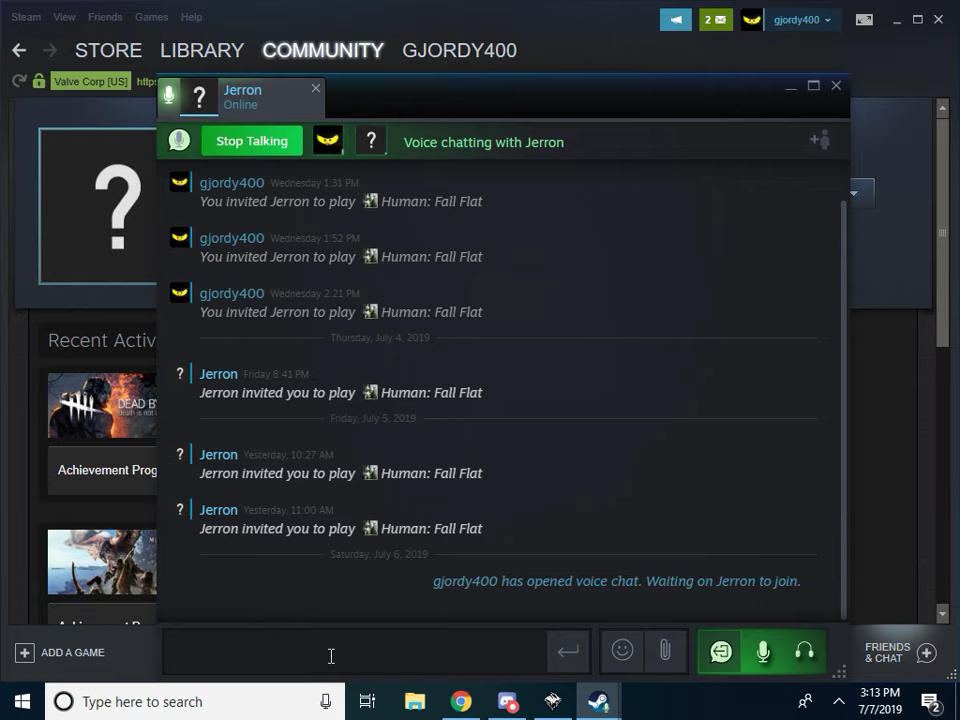 Steam View Friends Games Help
2
gjordy400
STORE LIBRARY COMMUNITY GJORDY400
Valve Corp [US] http
Jerron
Online
Stop Talking
Voice chatting with Jerron
gjordy400 Wednesday 1:31 PM
You invited Jerron to play Human: Fall Flat
gjordy400 Wednesday 1:52 PM
You invited Jerron to play Human: Fall Flat
gjordy400 Wednesday 2:21 PM
You invited Jerron to play Human: Fall Flat
Thursday, July 4, 2019
Jerron Friday 8:41 PM
Jerron invited you to play Human: Fall Flat
Friday, July 5, 2019
Jerron Yesterday, 10:27 AM
Jerron invited you to play Human: Fall Flat
Jerron Yesterday, 11:00 AM
Jerron invited you to play Human: Fall Flat
Saturday, July 6, 2019
gjordy400 has opened voice chat. Waiting on Jerron to join.
Recent Activ
DEAD BY
Achievement Prog
ADD A GAME
FRIENDS
& CHAT
Type here to search
3:13 PM
7/7/2019
2